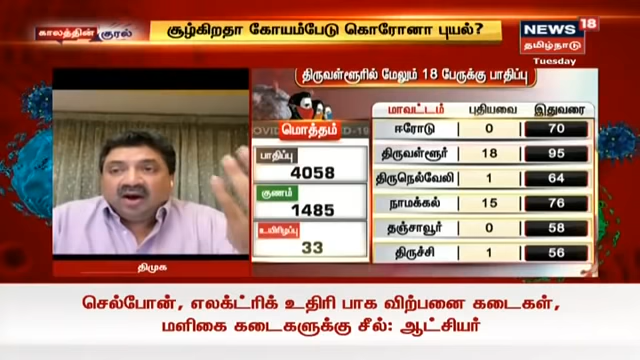 காலத்தின் குரல்
சூழ்கிறதா கோயம்பேடு கொரோனா புயல்?
NEWS 18
தமிழ்நாடு
Tuesday
திருவள்ளூரில் மேலும் 18 பேருக்கு பாதிப்பு
மொத்தம்
பாதிப்பு
4058
குணம்
1485
உயிரிழப்பு
33
மாவட்டம் புதியவை இதுவரை
ஈரோடு 0 70
திருவள்ளூர் 18 95
திருநெல்வேலி 1 64
நாமக்கல் 15 76
தஞ்சாவூர் 0 58
திருச்சி 1 56
திமுக
செல்போன், எலக்ட்ரிக் உதிரி பாக விற்பனை கடைகள்,
மளிகை கடைகளுக்கு சீல்: ஆட்சியர்